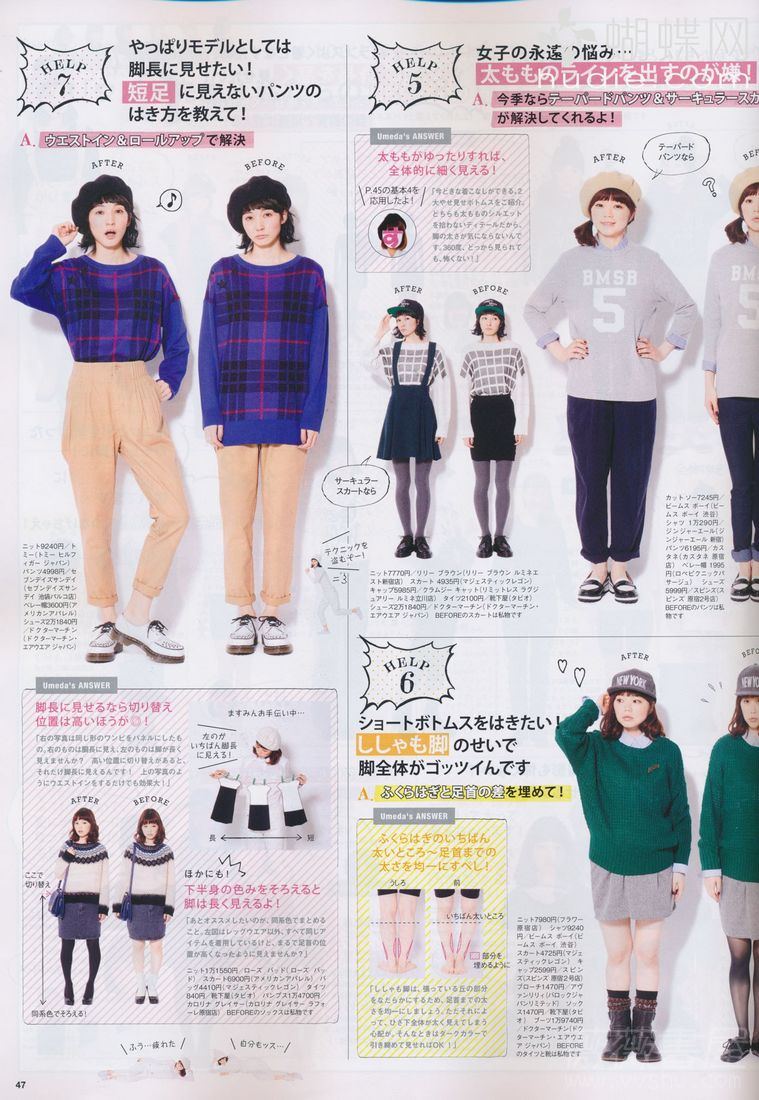 HELP 7
やっぱりモデルとしては
脚長に見せたい！
短足 に見えないパンツの
はき方を教えて！
A. ウエストイン＆ロールアップで解決
AFTER
BEFORE
ニット9240円／ト
ミー（トミー ヒルフ
ィガー ジャパン）
パンツ4998円／セ
ブンデイズサンデイ
（セブンデイズサン
デイ 池袋パルコ店）
ベレー帽3600円（ア
メリカンアパレル）
シューズ2万1840円
／ドクターマーチン
（ドクターマーチン・
エアウエア ジャパン）
テクニックを
盗むぞー！
Umeda's ANSWER
脚長に見せるなら切り替え
位置は高いほうが◎！
「右の写真は同じ形のワンピをパネルにしたも
の。右のものは胴長に見え、左のものは脚が長く
見えませんか？ 高い位置に切り替えがあると、
それだけ脚長に見えるんです！ 上の写真のよ
うにウエストインをするだけでも効果大！」
ますみんお手伝い中…
左のが
いちばん脚長
に見える！
長
短
AFTER
BEFORE
ここで
切り替え
同系色でそろえる！
ほかにも！
下半身の色みをそろえると
脚は長く見えるよ！
「あとオススメしたいのが、同系色でまとめる
こと。左図はレッグウエア以外、すべて同じア
イテムを着用しているけど、まるで足首の位
置が高くなったように見えませんか？」
ニット1万1550円／ローズ バッド（ローズ バッ
ド） スカート6900円（アメリカンアパレル） バ
ッグ4410円（マジェスティックレゴン） タイツ
840円／靴下屋（タビオ） パンプス1万4700円
カロリナ グレイサー（カロリナ グレイサー ラフォ
ーレ原宿店） BEFOREのソックスは私物です
ふう…疲れた
自分もッス…
47
HELP 5
女子の永遠の悩み…
太もものラインを出すのが嫌！
A. 今季ならテーパードパンツ＆サーキュラースカ
が解決してくれるよ！
Umeda's ANSWER
太ももがゆったりすれば、
全体的に細く見える！
P.45の基本4を
応用したよ！
す
「今どきな着こなしができる、2
大やせ見せボトムスをご紹介。
どちらも太もものシルエット
を拾わないディテールだから、
脚の太さが気にならないんで
す。360度、どっから見られて
も、怖くない！」
AFTER
BEFORE
サーキュラー
スカートなら
ニット7770円／リリー ブラウン（リリー ブラウン ルミネエ
スト新宿店） スカート 4935円（マジェスティックレゴン）
キャップ5985円／クラムジー キャット（リミットレス ラグジ
ュアリー ルミネ立川店） タイツ2100円／靴下屋（タビオ）
シューズ2万1840円／ドクターマーチン（ドクターマーチン・
エアウエア ジャパン） BEFOREのスカートは私物です
AFTER
テーパード
パンツなら
BMSB
5
カットソー7245円／
ビームス ボーイ（ビ
ームス ボーイ 渋谷）
シャツ 1万290円／
ジンジャーエール（ジ
ンジャーエール 新宿）
パンツ6195円／カス
タネ（カスタネ 原宿
店） ベレー帽 1995
円（ロペピクニックパ
サージュ） シューズ
5999円／スピンズ（ス
ピンズ 原宿2号店）
BEFOREのパンツは私
物です
HELP 6
ショートボトムスをはきたい！
ししゃも脚 のせいで
脚全体がゴッツイんです
A. ふくらはぎと足首の差を埋めて！
Umeda's ANSWER
ふくらはぎのいちばん
太いところ〜足首までの
太さを均一にすべし！
うしろ
前
いちばん太いところ
部分を
埋めるように
「ししゃも脚は、張っている丘の部分
をなだらかにするため、足首までの太
さを均一にしましょう。ただそれによ
って、ひざ下全体が太く見えてしまう
心配が。そんなときはダークカラーで
引き締めて見せればOK！」
AFTER
NEW YORK
ニット7980円（フラワー
原宿店） シャツ9240
円／ビームス ボーイ（ビ
ームス ボーイ 渋谷）
スカート4725円（マジ
ェスティックレゴン） キ
ャップ2599円／スピン
ズ（スピンズ 原宿2号店）
ブローチ1470円／アヴ
ァンリリィ（バロックジャ
パンリミテッド） ソック
ス1470円／靴下屋（タビ
オ） ブーツ1万9740円
／ドクターマーチン（ド
クターマーチン・エアウエ
ア ジャパン） BEFORE
のタイツと靴は私物です
蝴蝶网